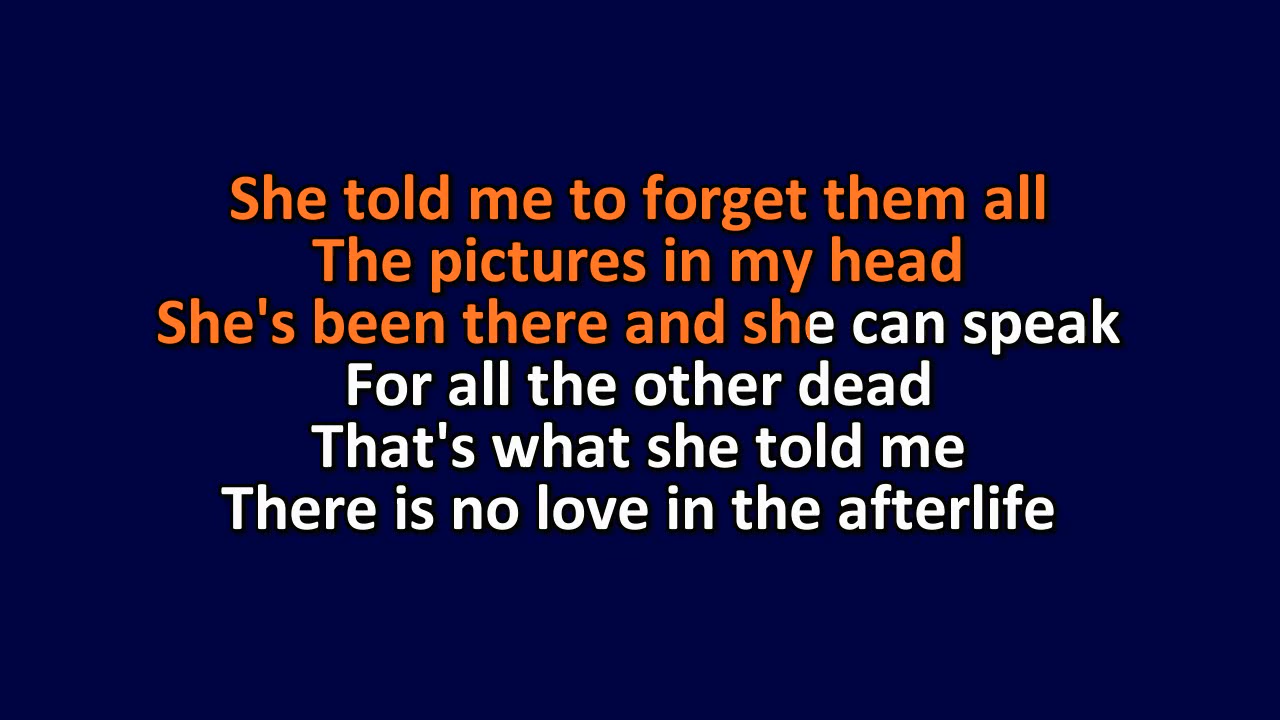 She told me to forget them all
The pictures in my head
She's been there and she can speak
For all the other dead
That's what she told me
There is no love in the afterlife